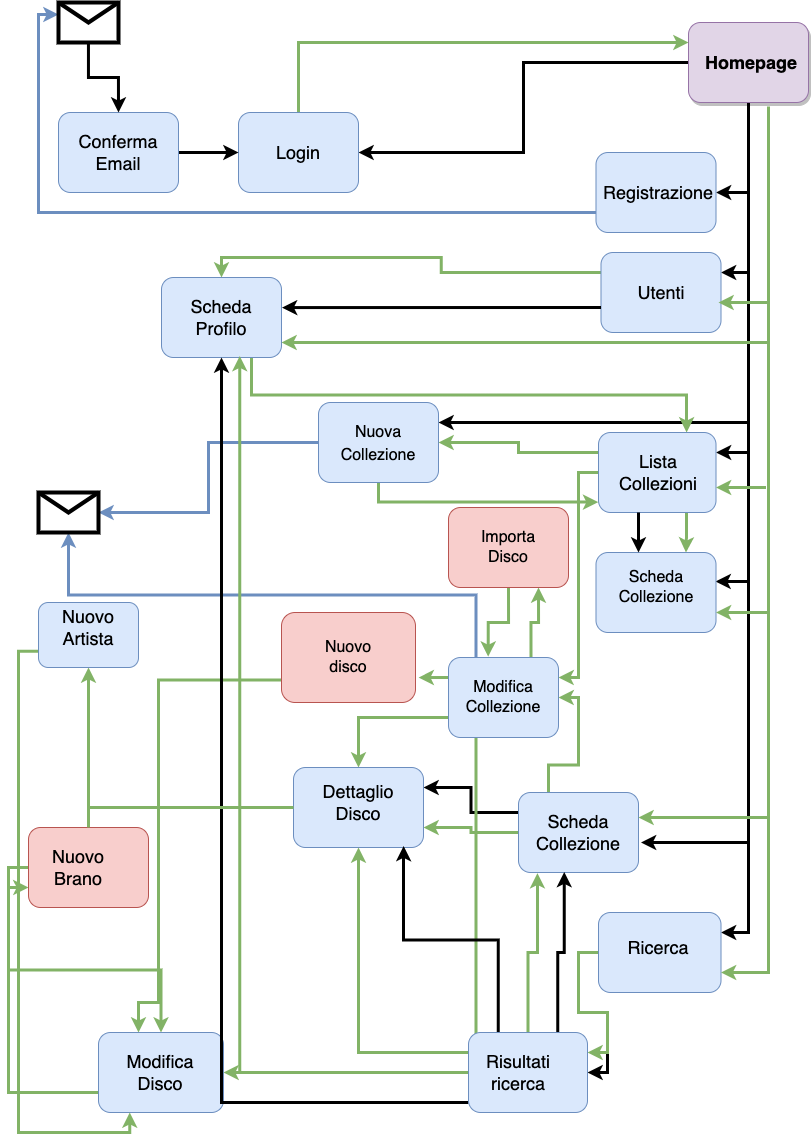 Homepage
Conferma
Email
Login
Registrazione
Utenti
Scheda
Profilo
Nuova
Collezione
Lista
Collezioni
Importa
Disco
Scheda
Collezione
Nuovo
Artista
Nuovo
disco
Modifica
Collezione
Dettaglio
Disco
Scheda
Collezione
Nuovo
Brano
Ricerca
Modifica
Disco
Risultati
ricerca